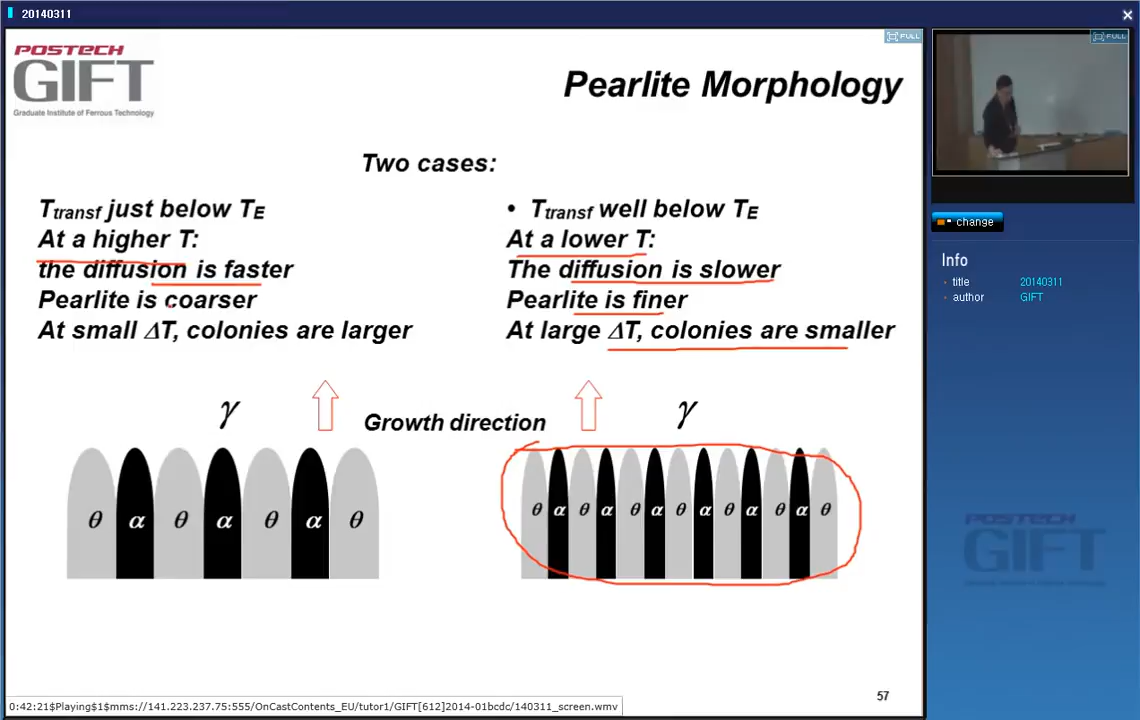 20140311
FULL
FULL
POSTECH
GIFT
Graduate Institute of Ferrous Technology
Pearlite Morphology
Two cases:
Ttransf just below TE
At a higher T:
the diffusion is faster
Pearlite is coarser
At small ΔT, colonies are larger
• Ttransf well below TE
At a lower T:
The diffusion is slower
Pearlite is finer
At large ΔT, colonies are smaller
γ
Growth direction
γ
θ α θ α θ α θ
θ α θ α θ α θ α θ α θ α θ
57
change
Info
title 20140311
author GIFT
POSTECH
GIFT
0:42:21$Playing$1$mms://141.223.237.75:555/OnCastContents_EU/tutor1/GIFT[612]2014-01bcdc/140311_screen.wmv